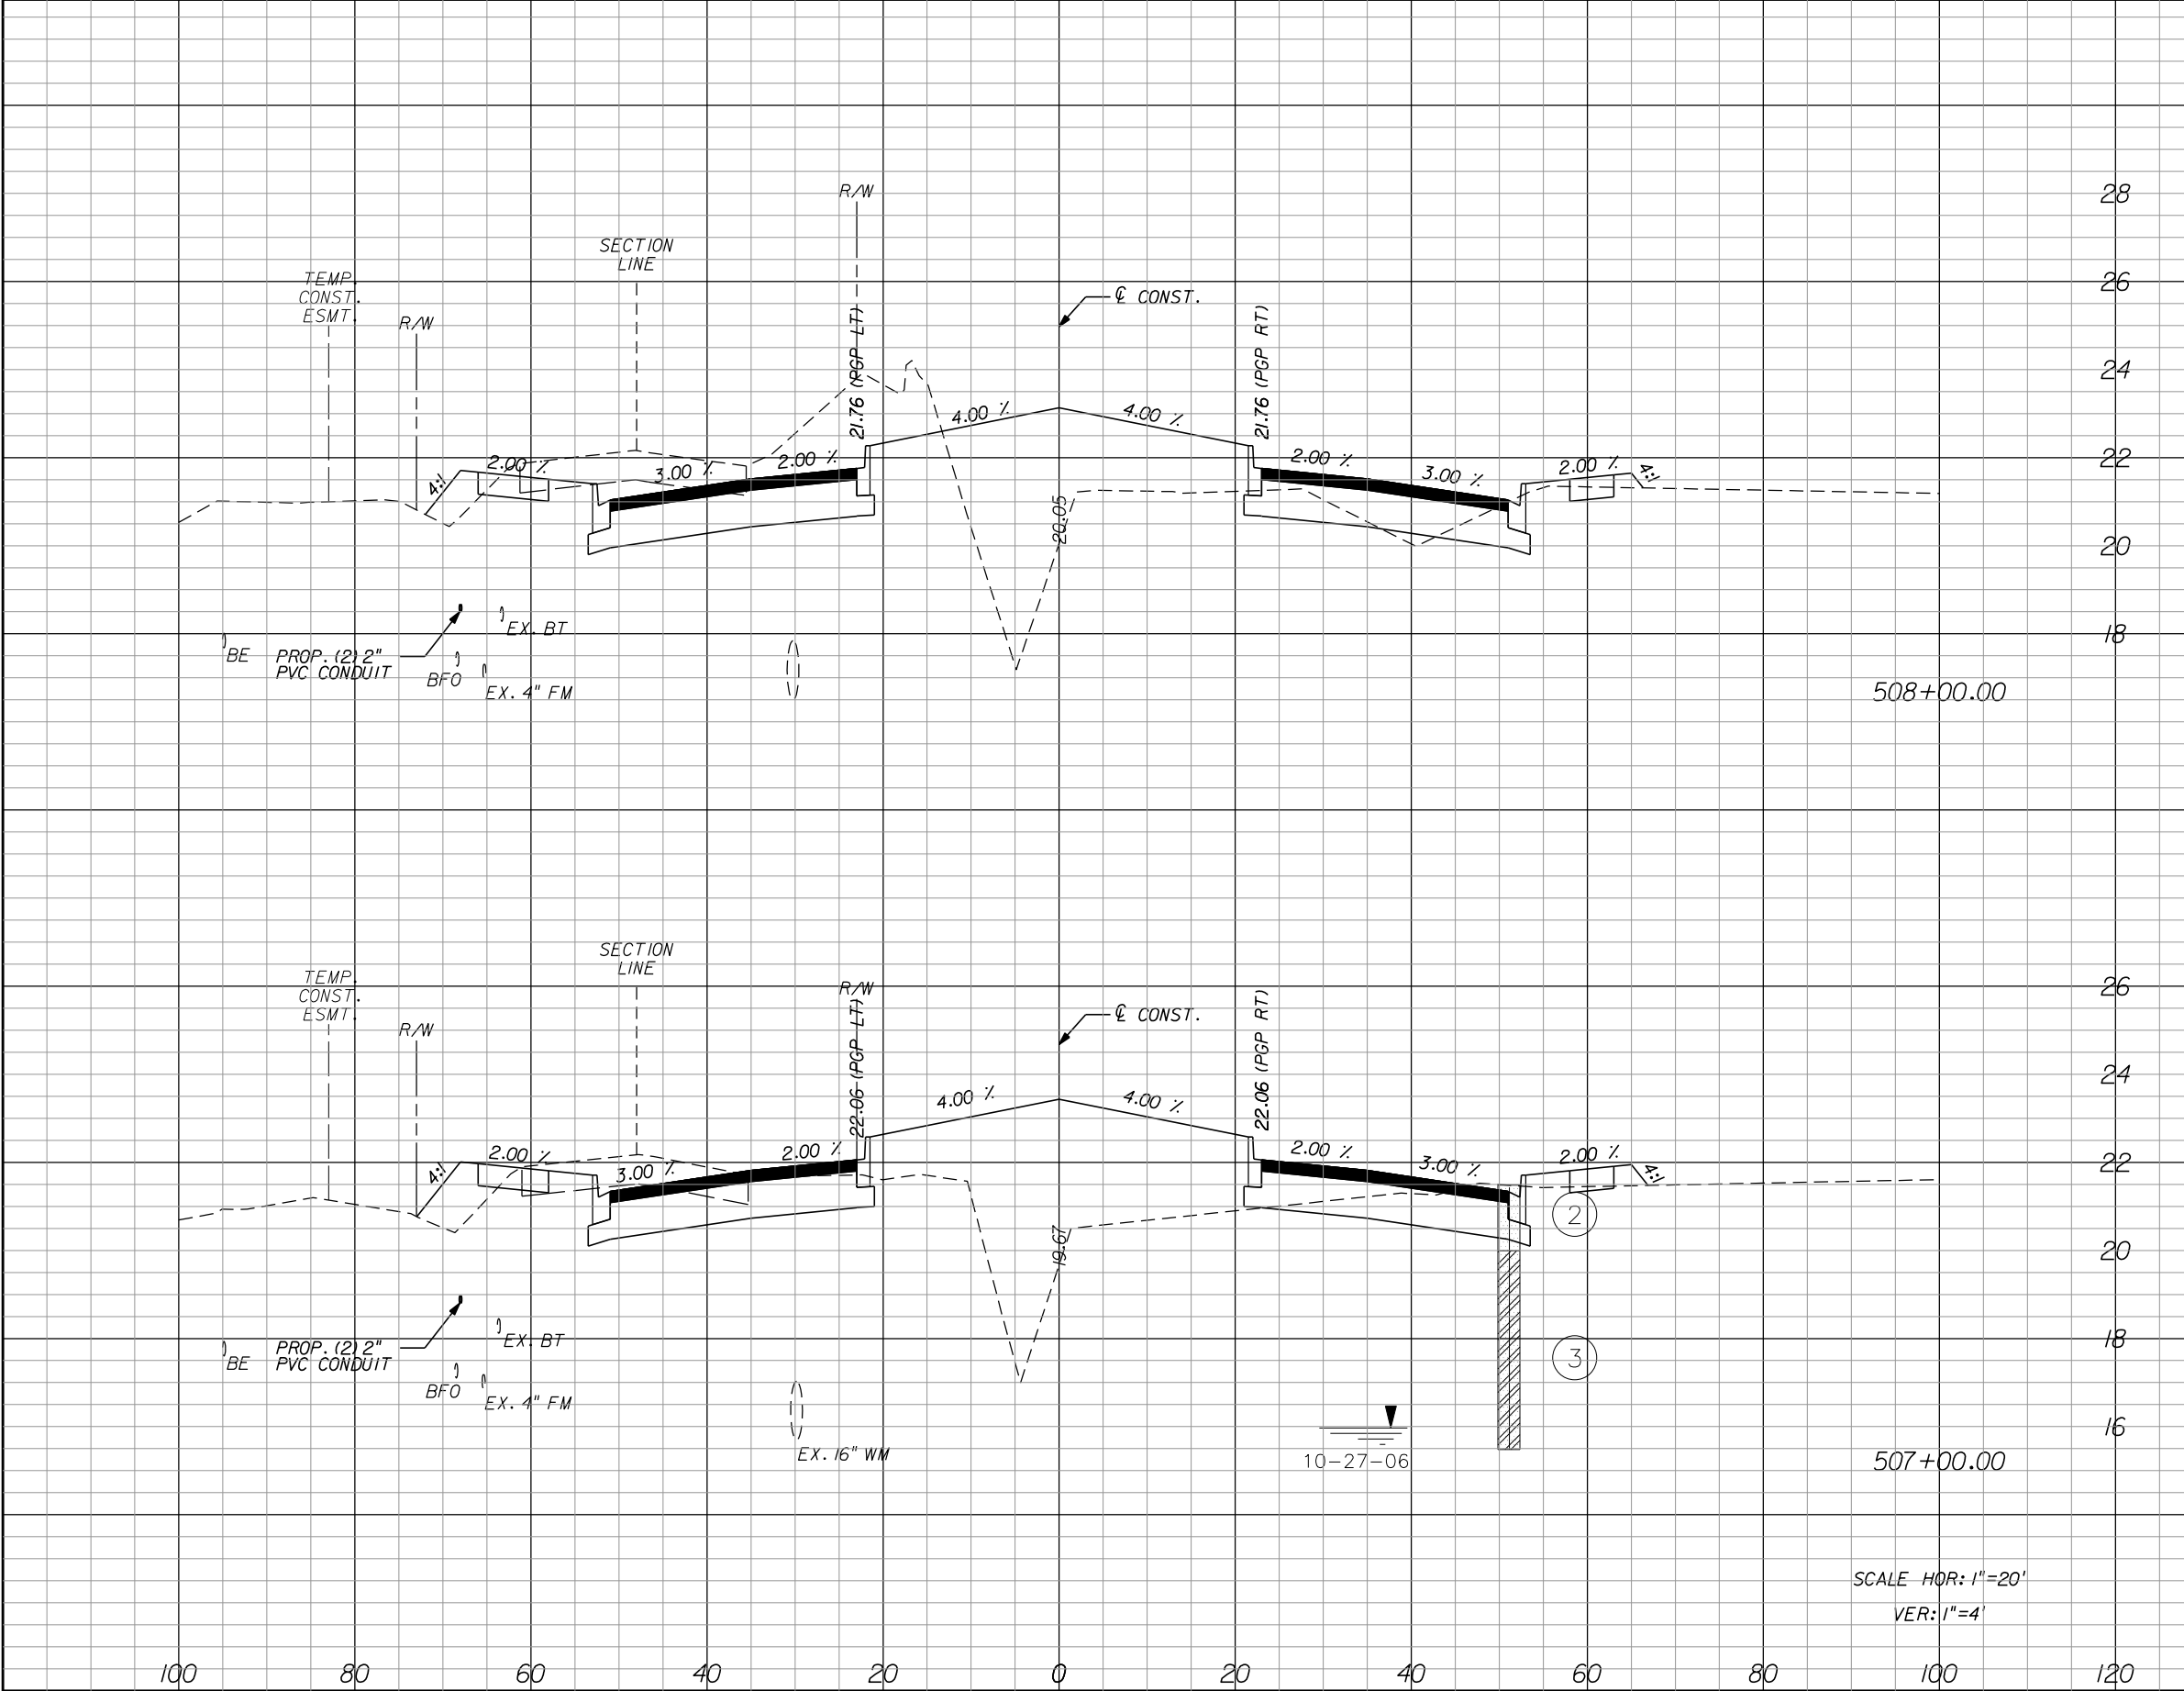 28
R/W
SECTION
LINE
26
TEMP.
CONST.
ESMT.
R/W
℄ CONST.
21.76 (PGP LT)
21.76 (PGP RT)
24
4.00 %
4.00 %
22
4:1
2.00 %
3.00 %
2.00 %
2.00 %
3.00 %
2.00 %
4:1
20.05
20
18
EX. BT
BE
PROP. (2) 2"
PVC CONDUIT
BFO
EX. 4" FM
508+00.00
SECTION
LINE
26
TEMP.
CONST.
ESMT.
R/W
R/W
℄ CONST.
22.06 (PGP LT)
22.06 (PGP RT)
24
4.00 %
4.00 %
22
4:1
2.00 %
3.00 %
2.00 %
2.00 %
3.00 %
2.00 %
4:1
2
19.67
20
18
EX. BT
BE
PROP. (2) 2"
PVC CONDUIT
3
BFO
EX. 4" FM
16
EX. 16" WM
10-27-06
507+00.00
SCALE HOR: 1"=20'
VER: 1"=4'
100 80 60 40 20 0 20 40 60 80 100 120